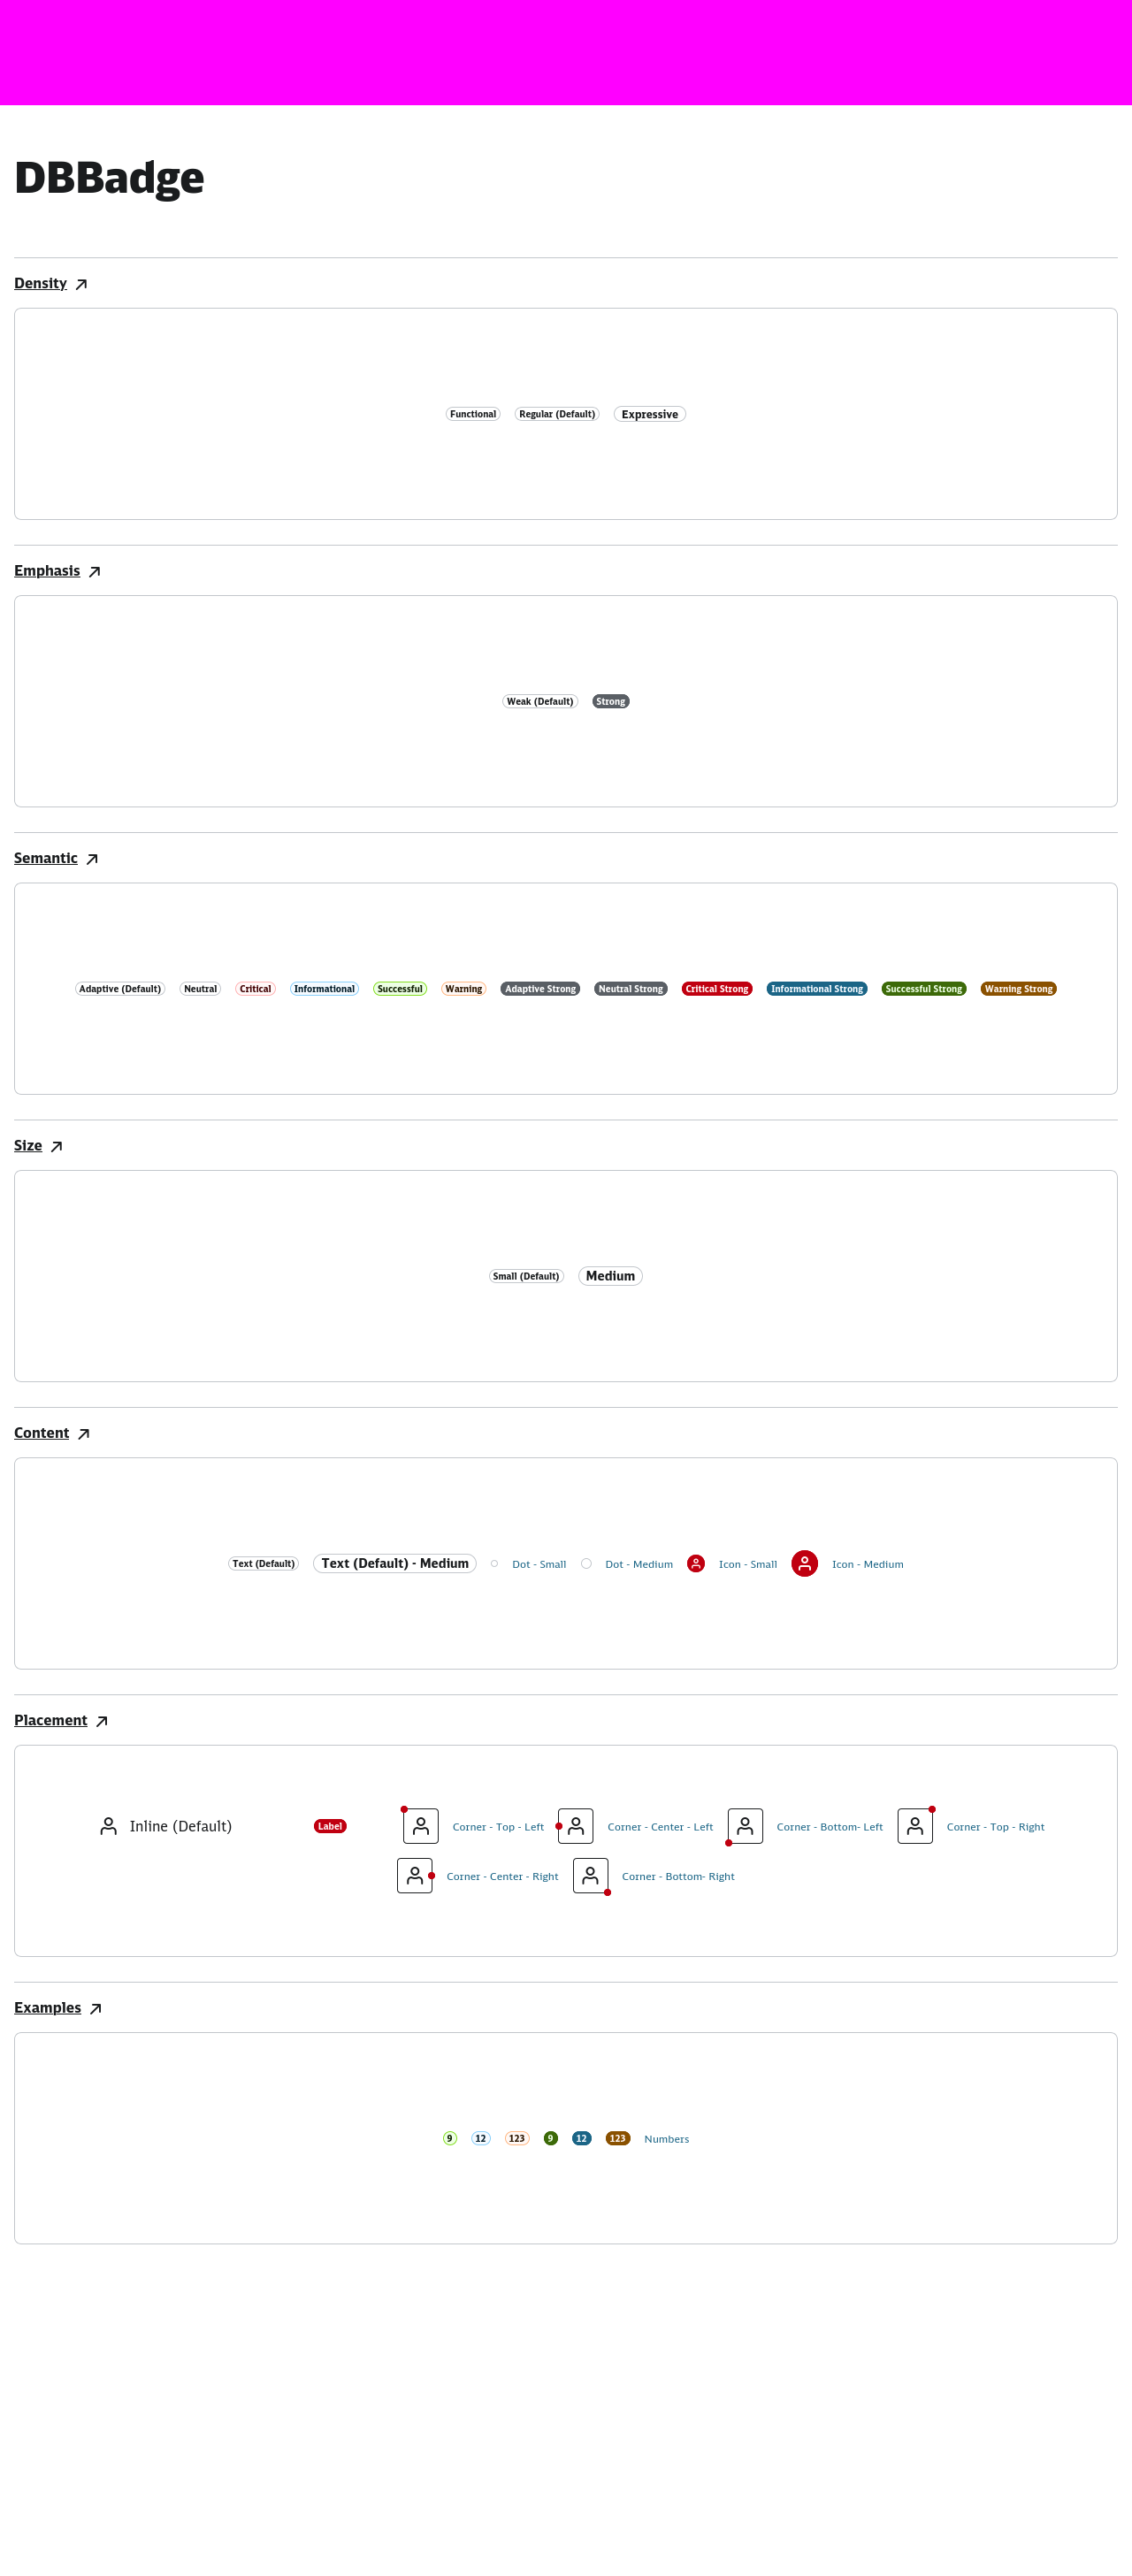 DBBadge
Density
Functional Regular (Default) Expressive
Emphasis
Weak (Default) Strong
Semantic
Adaptive (Default) Neutral Critical Informational Successful Warning Adaptive Strong Neutral Strong Critical Strong Informational Strong Successful Strong Warning Strong
Size
Small (Default) Medium
Content
Text (Default) Text (Default) - Medium Dot - Small Dot - Medium Icon - Small Icon - Medium
Placement
Inline (Default) Label Corner - Top - Left Corner - Center - Left Corner - Bottom- Left Corner - Top - Right
Corner - Center - Right Corner - Bottom- Right
Examples
9 12 123 9 12 123 Numbers